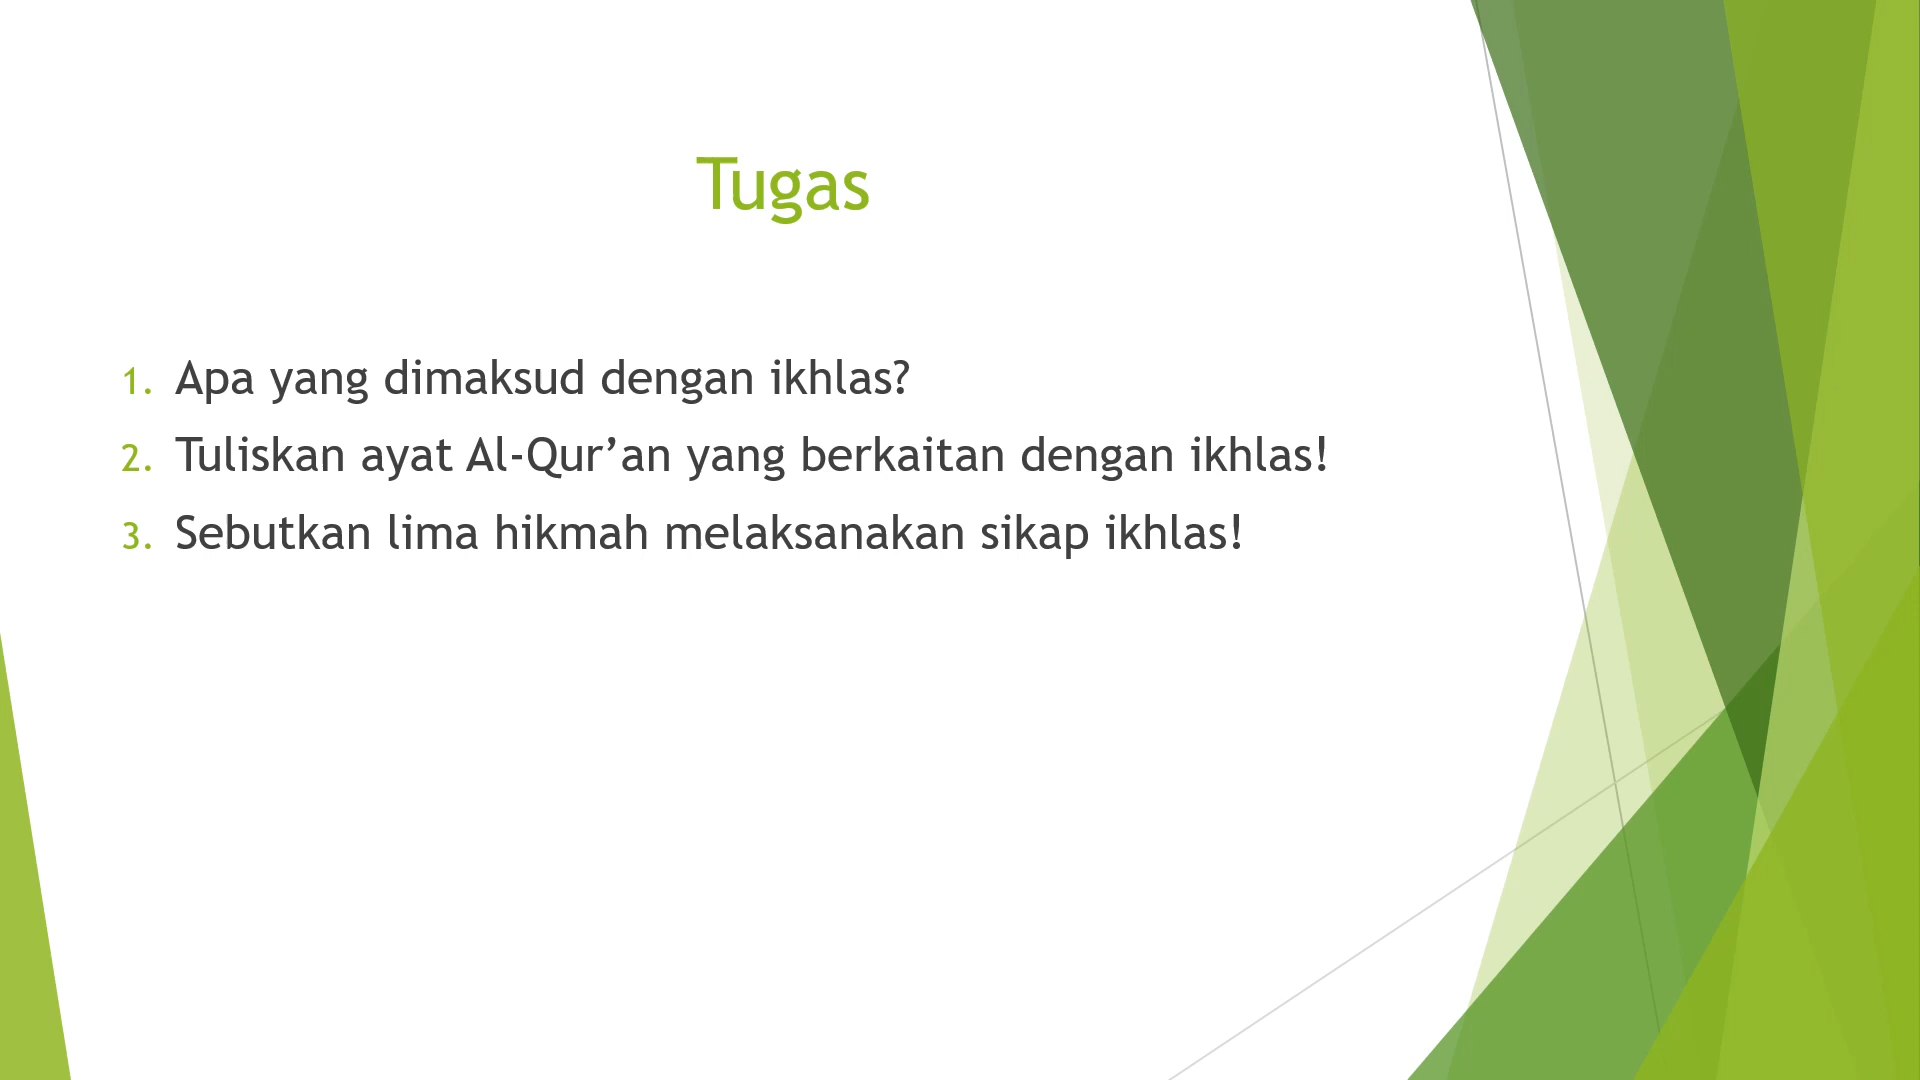 Tugas
1. Apa yang dimaksud dengan ikhlas?
2. Tuliskan ayat Al-Qur’an yang berkaitan dengan ikhlas!
3. Sebutkan lima hikmah melaksanakan sikap ikhlas!